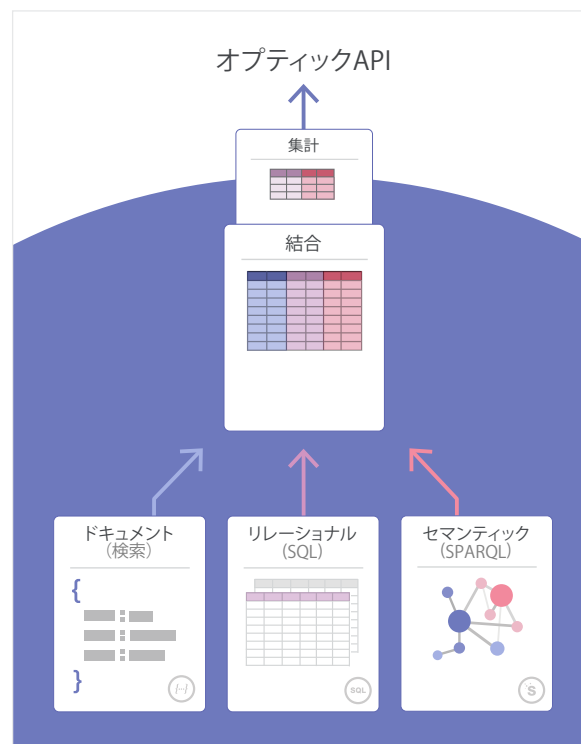 オプティックAPI
集計
結合
ドキュメント
(検索)
リレーショナル
(SQL)
セマンティック
(SPARQL)
{
}
{···}
SQL
S